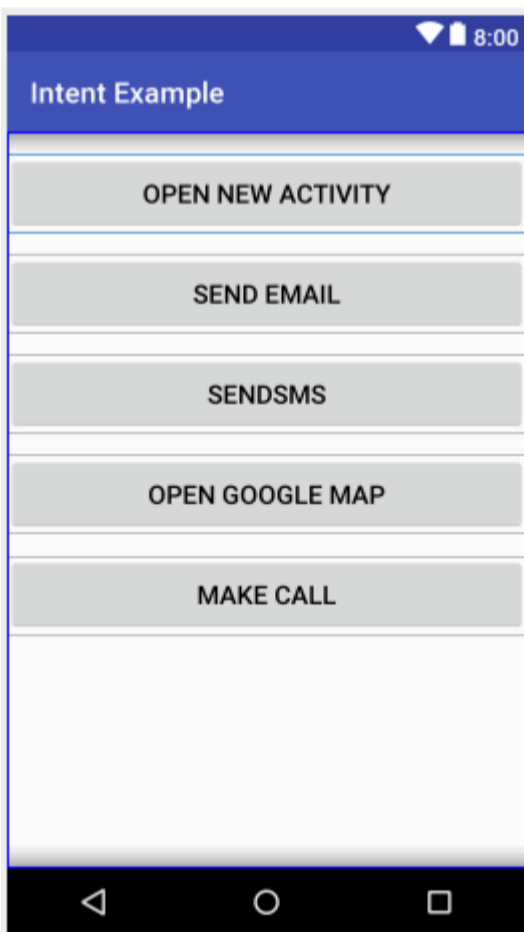 8:00
Intent Example
OPEN NEW ACTIVITY
SEND EMAIL
SENDSMS
OPEN GOOGLE MAP
MAKE CALL